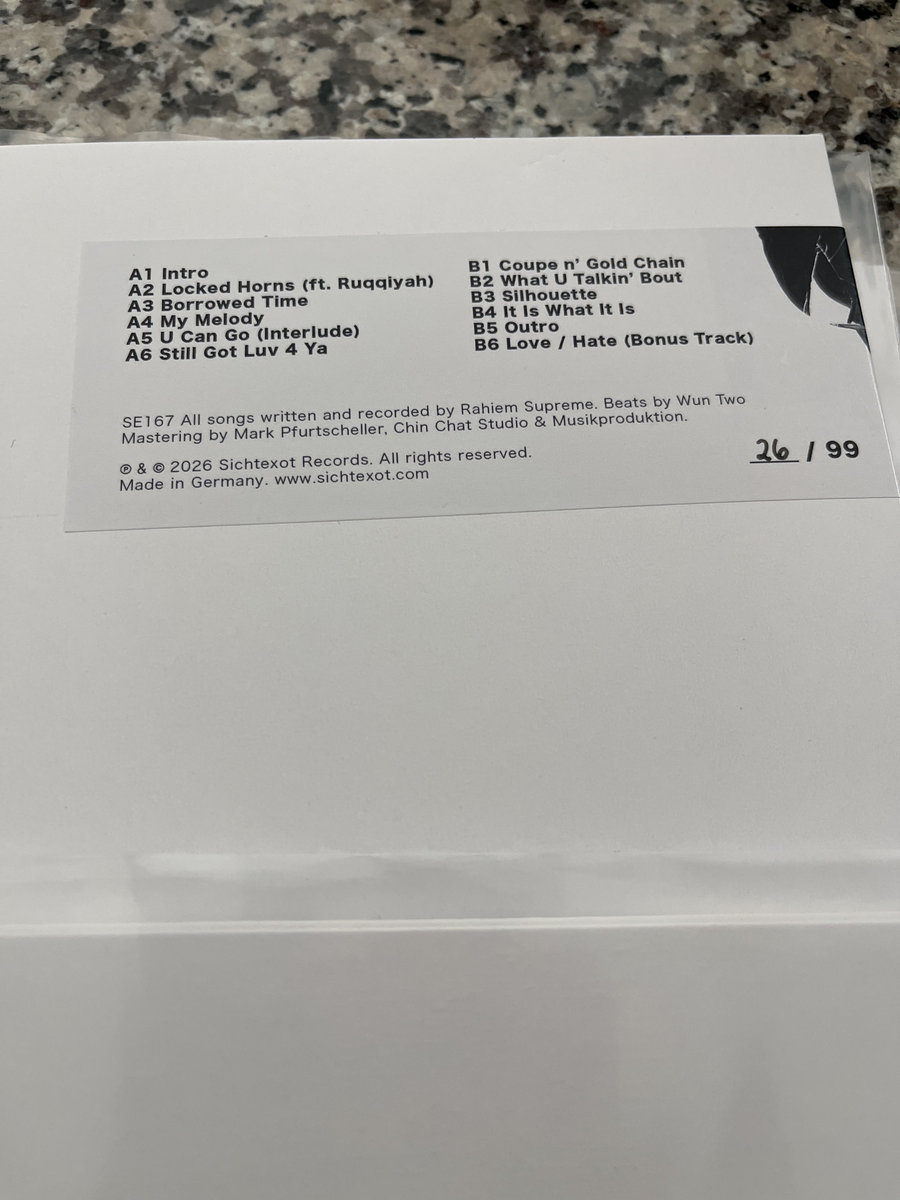 A1 Intro
A2 Locked Horns (ft. Ruqqiyah)
A3 Borrowed Time
A4 My Melody
A5 U Can Go (Interlude)
A6 Still Got Luv 4 Ya
B1 Coupe n’ Gold Chain
B2 What U Talkin’ Bout
B3 Silhouette
B4 It Is What It Is
B5 Outro
B6 Love / Hate (Bonus Track)
SE167 All songs written and recorded by Rahiem Supreme. Beats by Wun Two
Mastering by Mark Pfurtscheller, Chin Chat Studio & Musikproduktion.
℗ & © 2026 Sichtexot Records. All rights reserved.
Made in Germany. www.sichtexot.com
26 / 99